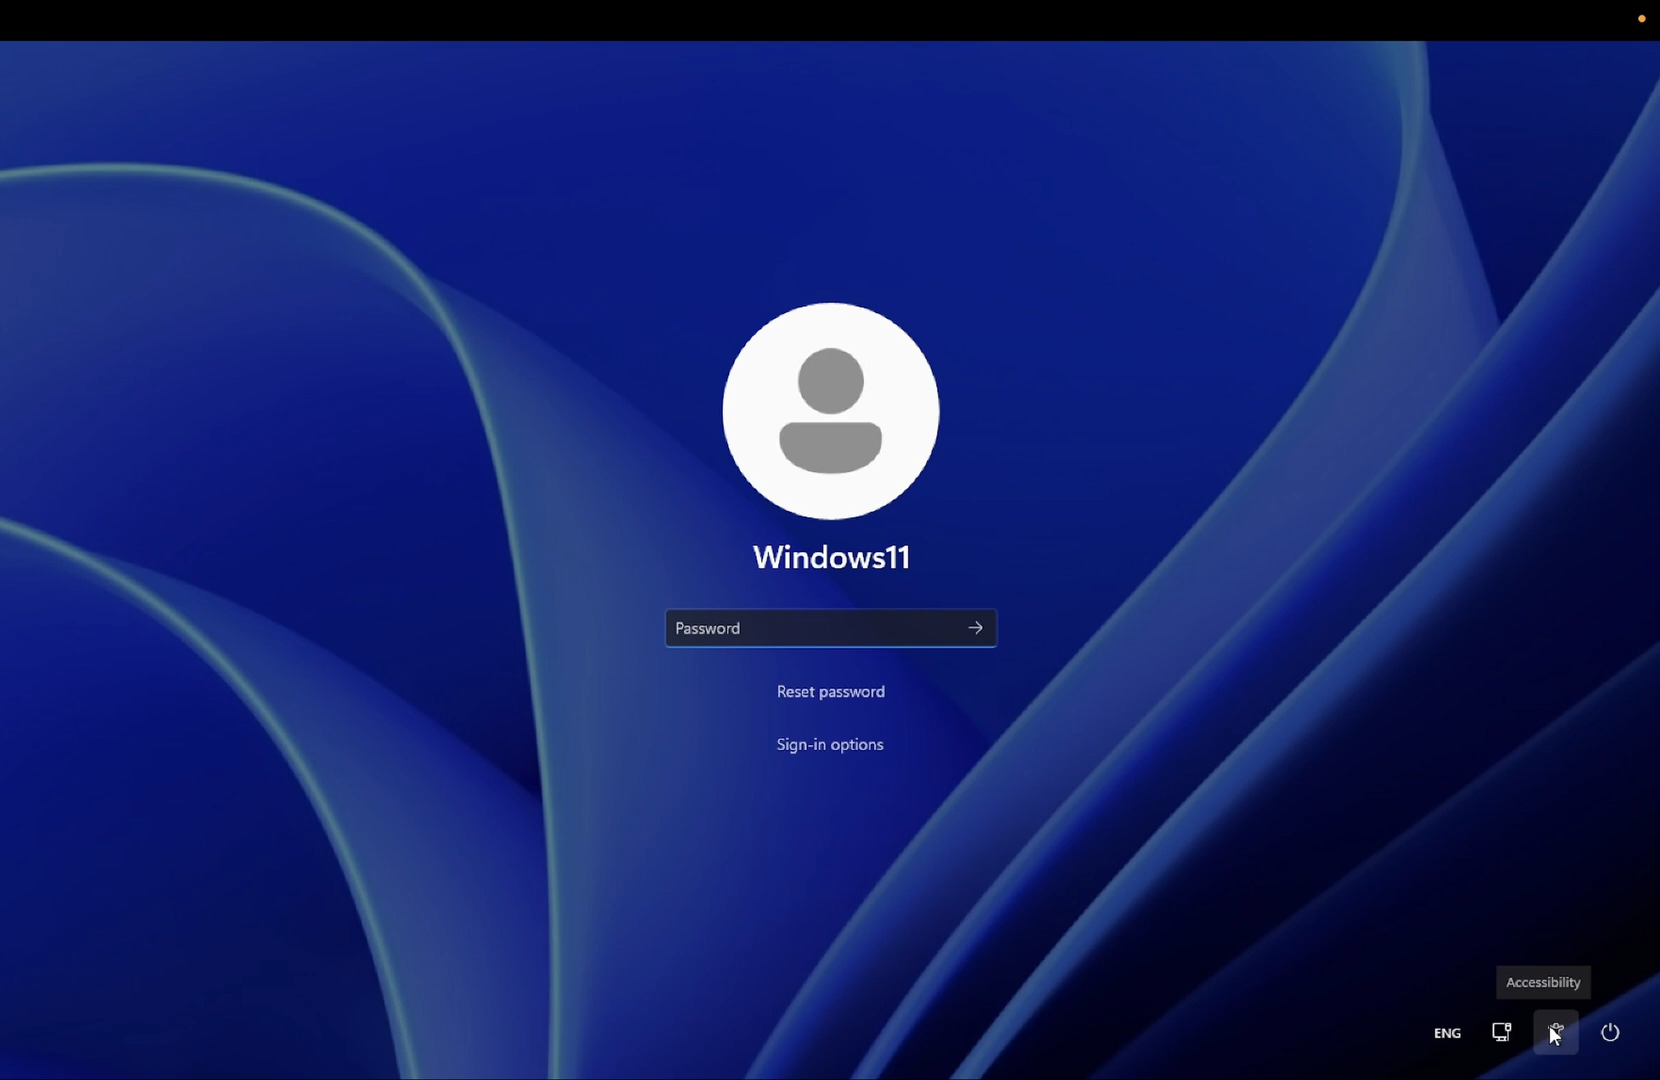 Windows11
Password
Reset password
Sign-in options
Accessibility
ENG